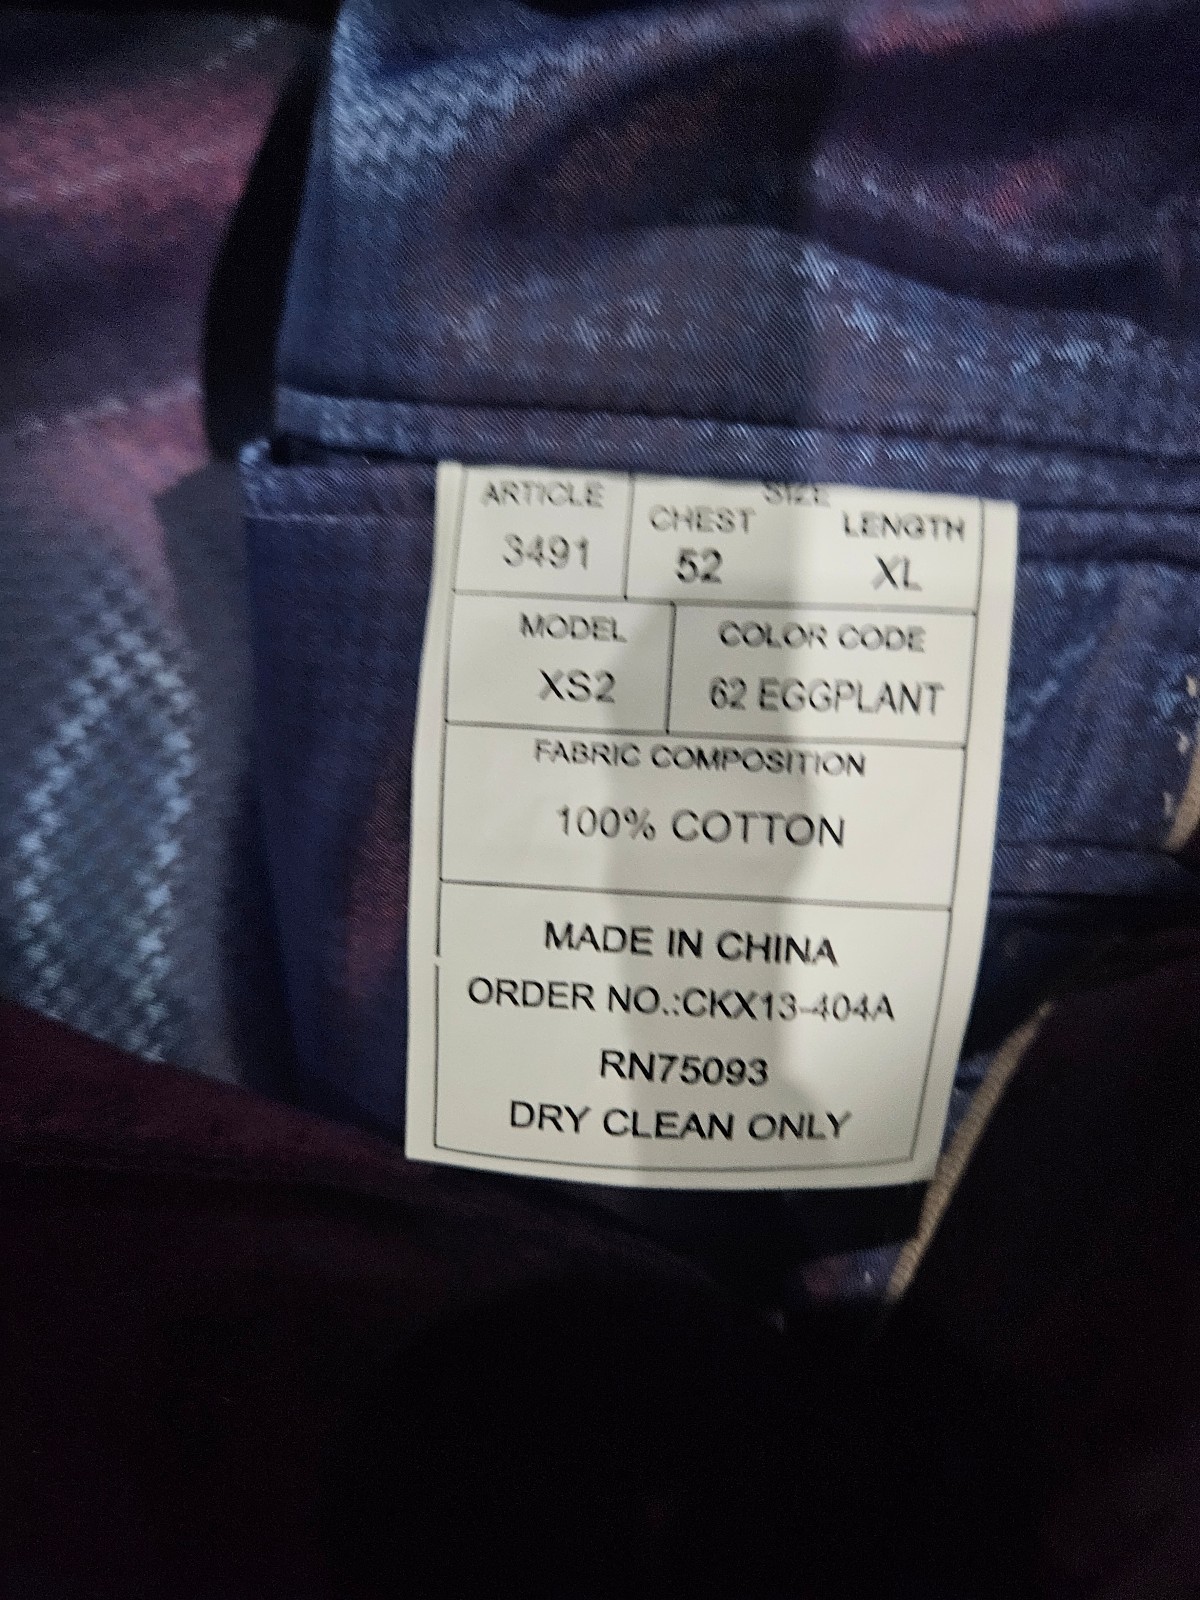 ARTICLE
3491
SIZE
CHEST LENGTH
52 XL
MODEL
XS2
COLOR CODE
62 EGGPLANT
FABRIC COMPOSITION
100% COTTON
MADE IN CHINA
ORDER NO.:CKX13-404A
RN75093
DRY CLEAN ONLY